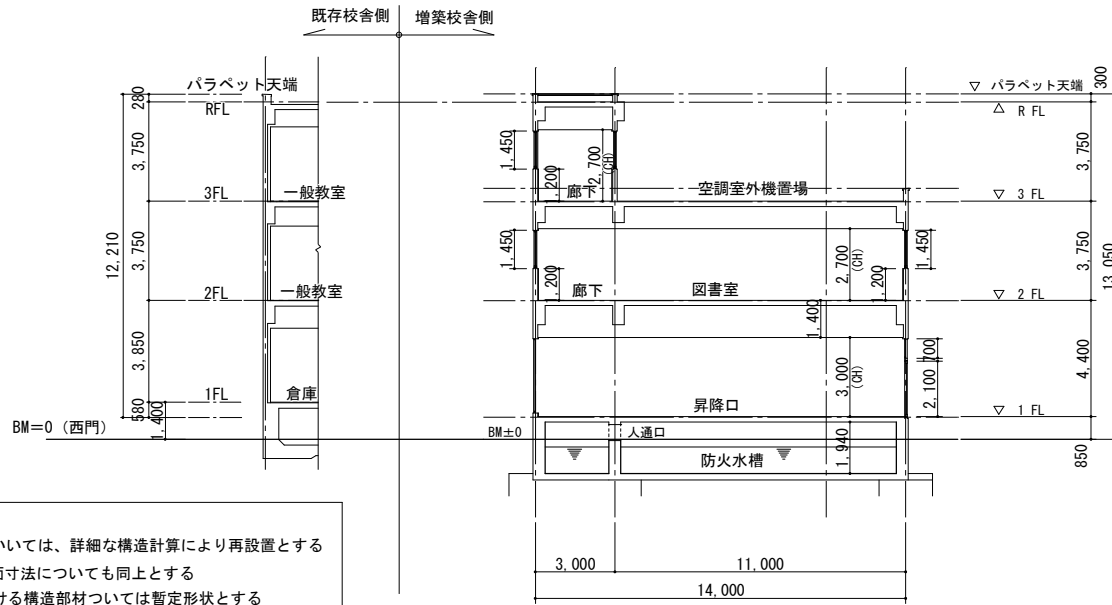 既存校舎側 増築校舎側
パラペット天端
280
RFL
3,750
3FL
一般教室
12,210
3,750
2FL
一般教室
3,850
1FL
倉庫
580
1,400
BM=0 (西門)
▽ パラペット天端
300
△ R FL
1,450
2,700
(CH)
1,200
廊下
空調室外機置場
3,750
▽ 3 FL
1,450
2,700
(CH)
1,450
1,200
廊下
図書室
1,200
3,750
13,050
▽ 2 FL
1,400
700
3,000
(CH)
2,100
4,400
昇降口
▽ 1 FL
BM±0
人通口
防火水槽
1,940
850
いては、詳細な構造計算により再設置とする
面寸法についても同上とする
ける構造部材ついては暫定形状とする
3,000
11,000
14,000